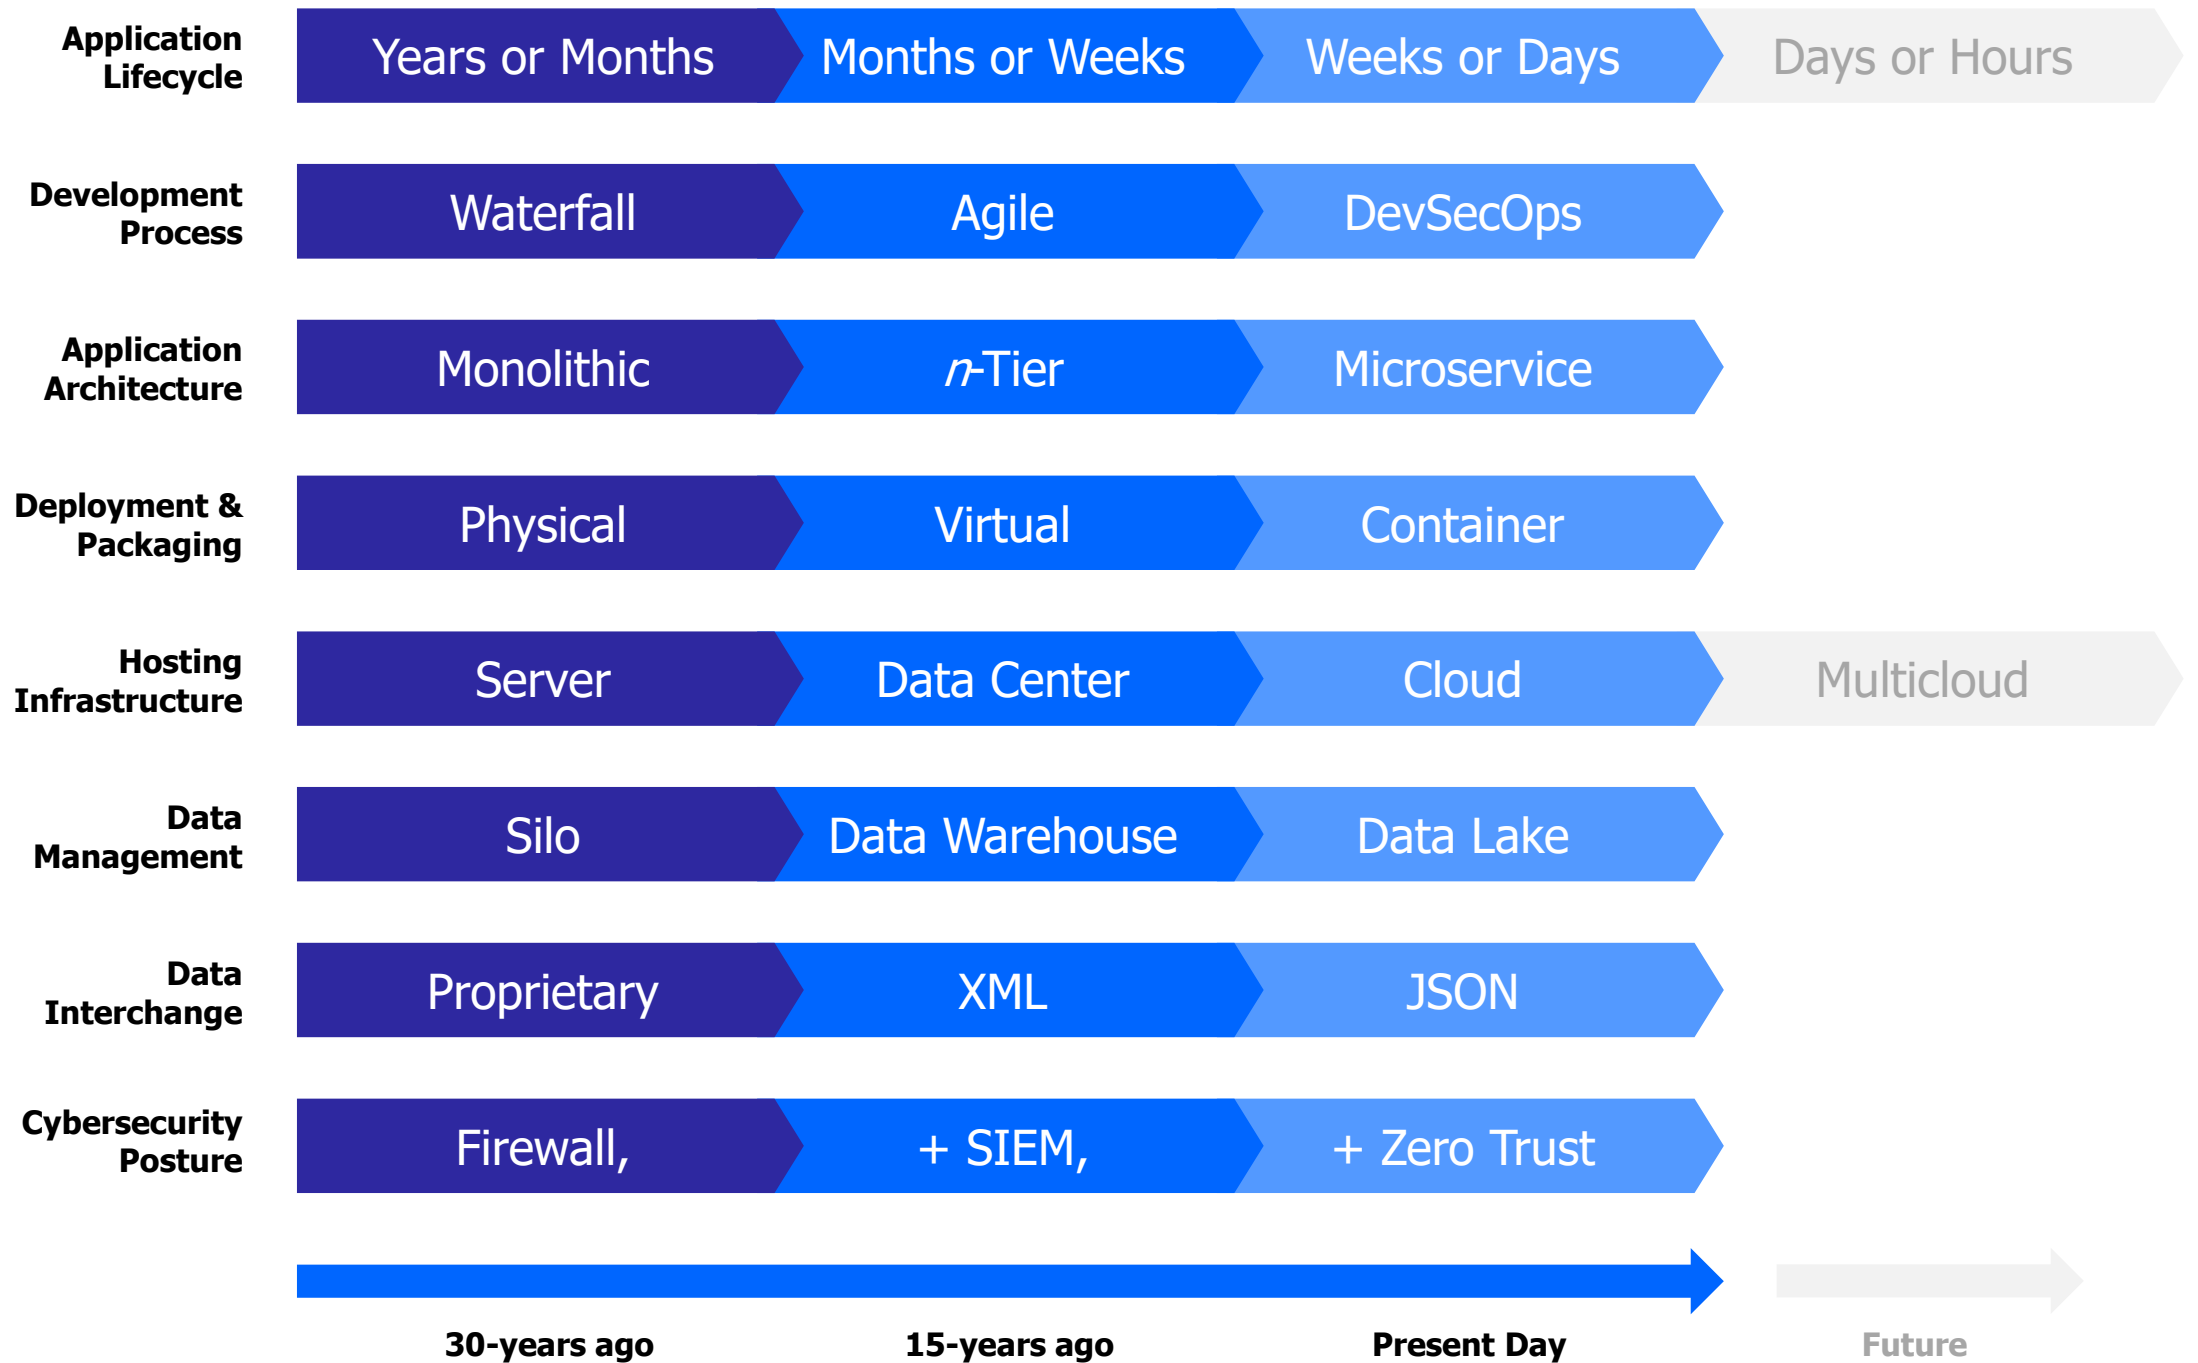 Application
Lifecycle
Years or Months
Months or Weeks
Weeks or Days
Days or Hours
Development
Process
Waterfall
Agile
DevSecOps
Application
Architecture
Monolithic
n-Tier
Microservice
Deployment &
Packaging
Physical
Virtual
Container
Hosting
Infrastructure
Server
Data Center
Cloud
Multicloud
Data
Management
Silo
Data Warehouse
Data Lake
Data
Interchange
Proprietary
XML
JSON
Cybersecurity
Posture
Firewall,
+ SIEM,
+ Zero Trust
30-years ago
15-years ago
Present Day
Future